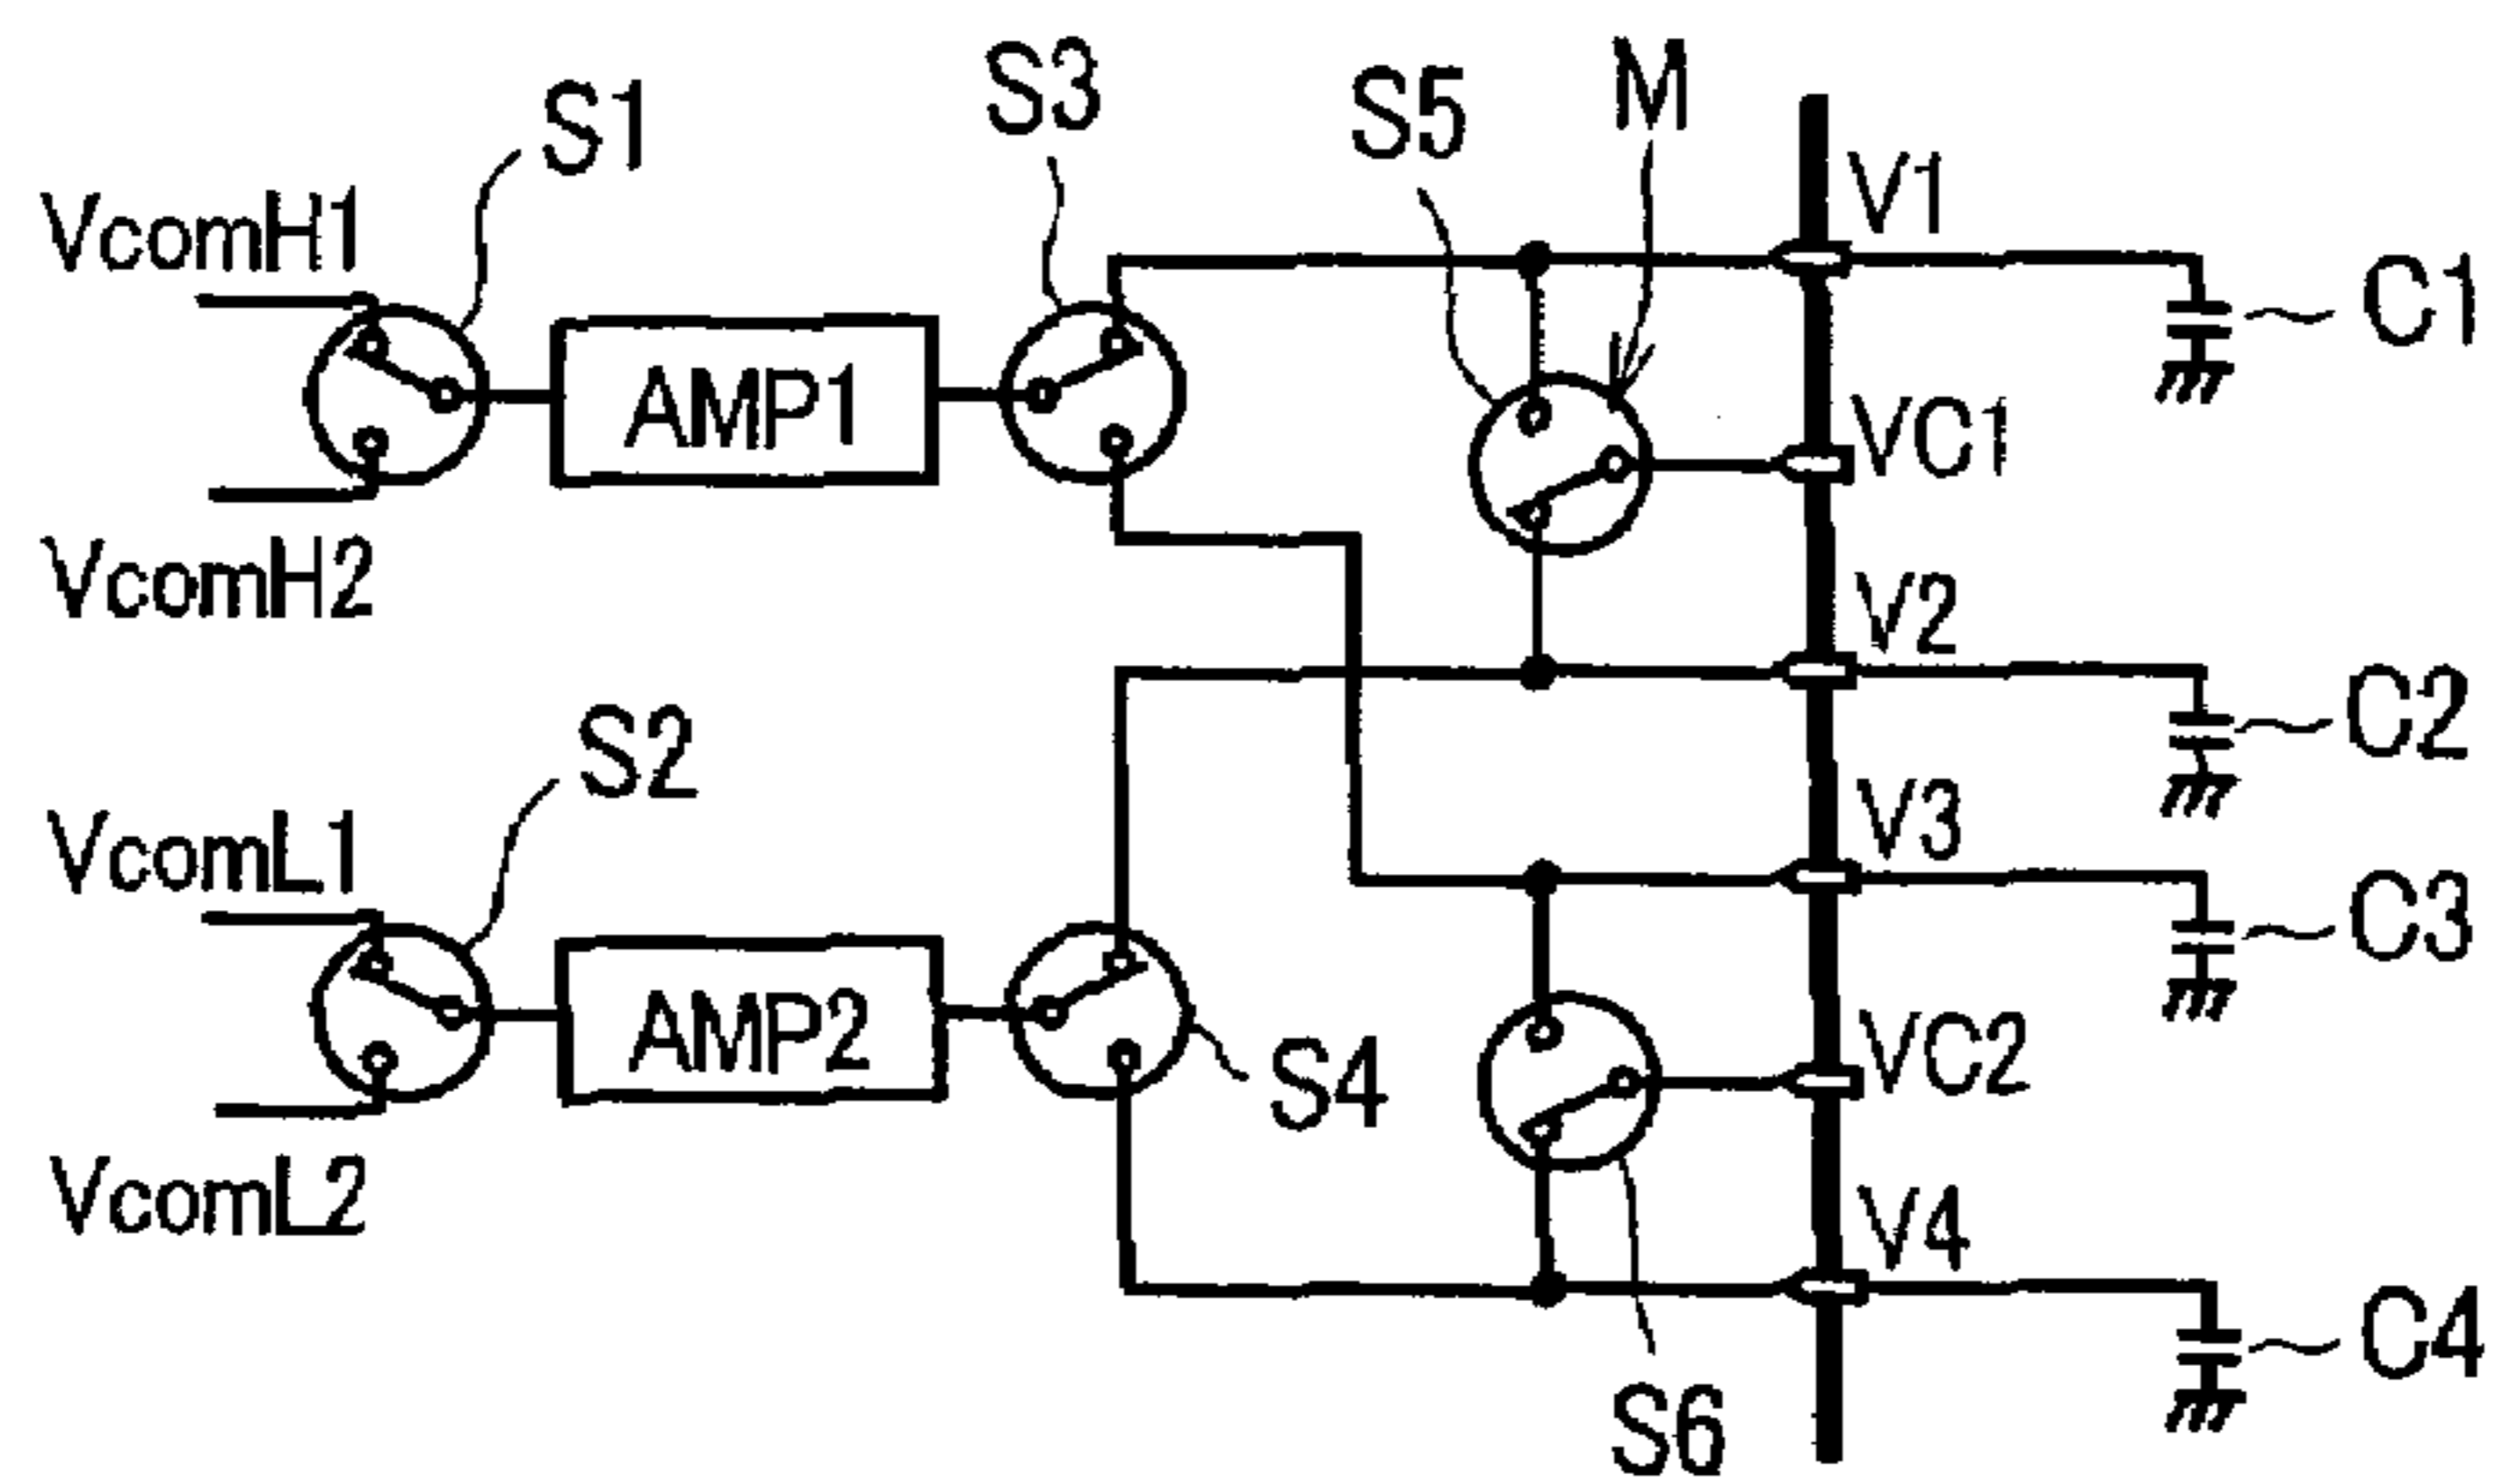 S1
S3
S5
M
V1
VcomH1
C1
AMP1
VC1
VcomH2
V2
C2
S2
V3
VcomL1
C3
AMP2
S4
VC2
VcomL2
V4
C4
S6